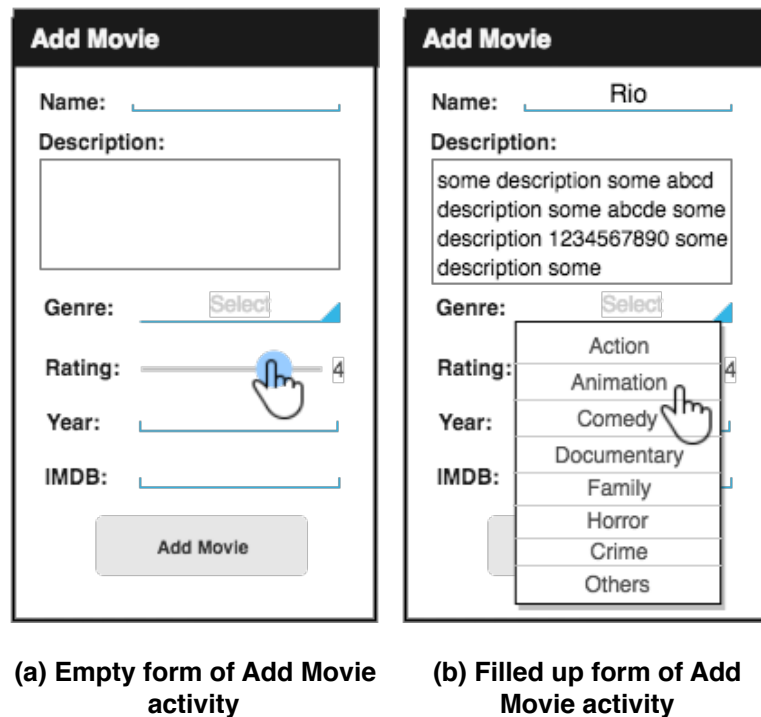 Add Movie
Name:
Description:
Genre: Select
Rating: 4
Year:
IMDB:
Add Movie
(a) Empty form of Add Movie
activity
Add Movie
Name: Rio
Description:
some description some abcd
description some abcde some
description 1234567890 some
description some
Genre: Select
Rating: 4
Year:
IMDB:
Action
Animation
Comedy
Documentary
Family
Horror
Crime
Others
(b) Filled up form of Add
Movie activity